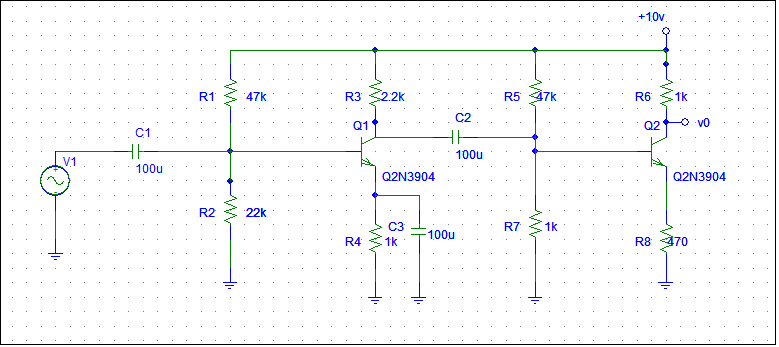 +10v
R1 47k
R3 2.2k
R5 47k
R6 1k
C1
100u
Q1
C2
100u
Q2
v0
V1
Q2N3904
Q2N3904
R2 22k
R4 1k
C3
100u
R7 1k
R8 470